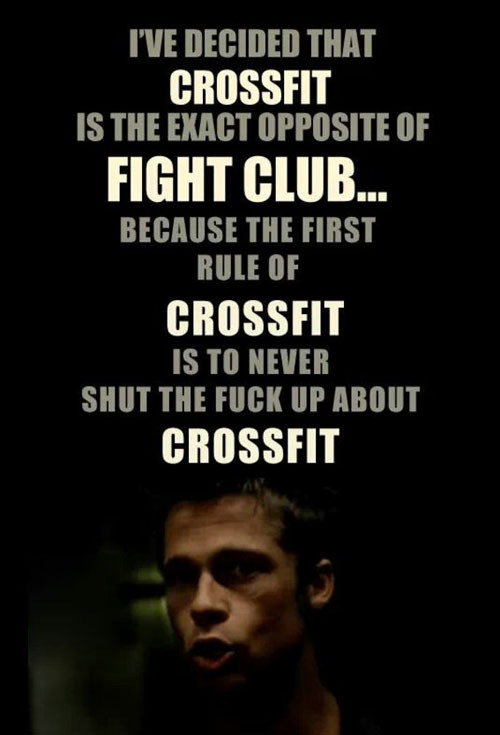 I'VE DECIDED THAT
CROSSFIT
IS THE EXACT OPPOSITE OF
FIGHT CLUB...
BECAUSE THE FIRST
RULE OF
CROSSFIT
IS TO NEVER
SHUT THE FUCK UP ABOUT
CROSSFIT